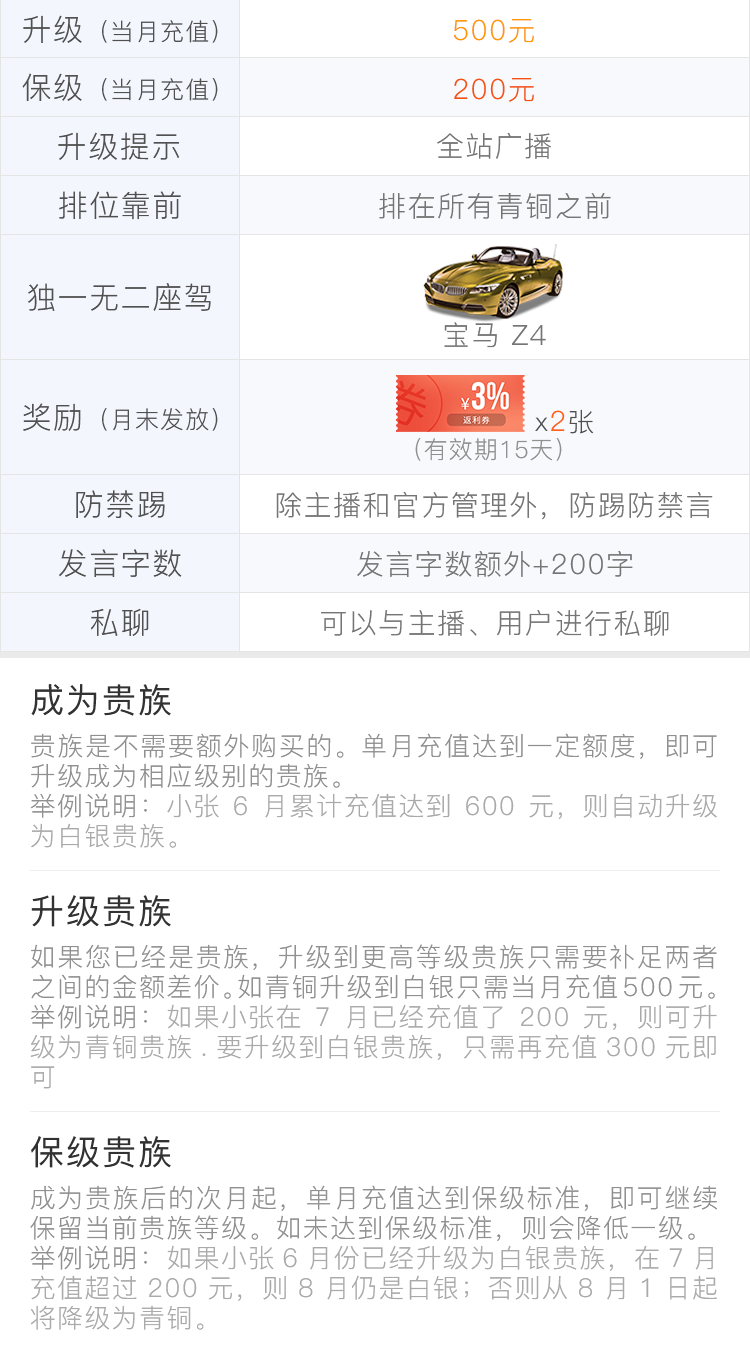 升级（当月充值）
500元
保级（当月充值）
200元
升级提示
全站广播
排位靠前
排在所有青铜之前
独一无二座驾
宝马 Z4
奖励（月末发放）
券
¥3%
返利券
x2张
（有效期15天）
防禁踢
除主播和官方管理外，防踢防禁言
发言字数
发言字数额外+200字
私聊
可以与主播、用户进行私聊
成为贵族
贵族是不需要额外购买的。单月充值达到一定额度，即可
升级成为相应级别的贵族。
举例说明：小张 6 月累计充值达到 600 元，则自动升级
为白银贵族。
升级贵族
如果您已经是贵族，升级到更高等级贵族只需要补足两者
之间的金额差价。如青铜升级到白银只需当月充值500元。
举例说明：如果小张在 7 月已经充值了 200 元，则可升
级为青铜贵族 . 要升级到白银贵族，只需再充值 300 元即
可
保级贵族
成为贵族后的次月起，单月充值达到保级标准，即可继续
保留当前贵族等级。如未达到保级标准，则会降低一级。
举例说明：如果小张 6 月份已经升级为白银贵族，在 7 月
充值超过 200 元，则 8 月仍是白银；否则从 8 月 1 日起
将降级为青铜。